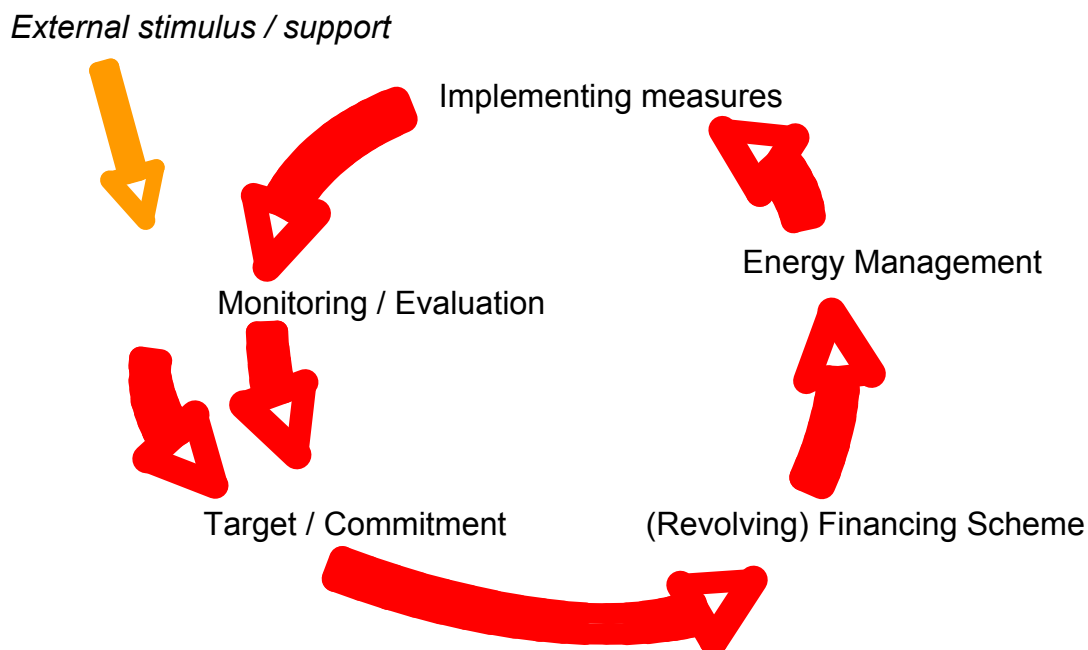 External stimulus / support
Implementing measures
Energy Management
Monitoring / Evaluation
Target / Commitment
(Revolving) Financing Scheme